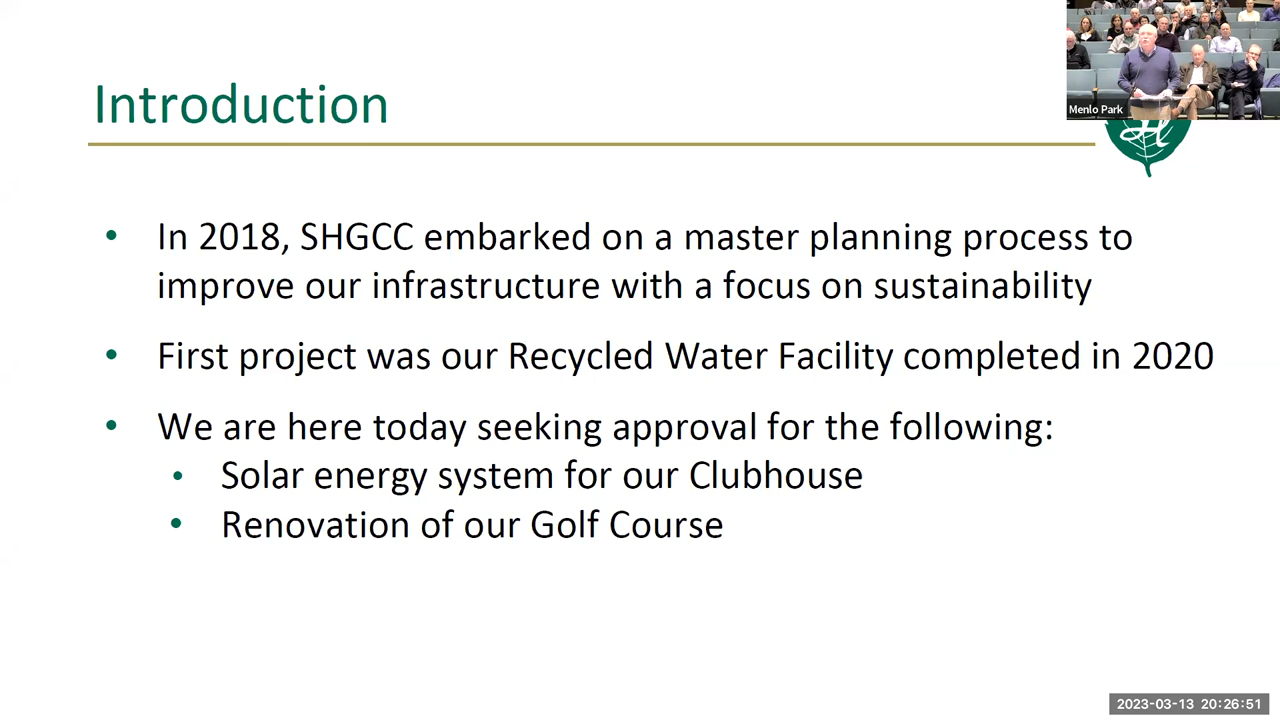 Menlo Park
Introduction
• In 2018, SHGCC embarked on a master planning process to
improve our infrastructure with a focus on sustainability
• First project was our Recycled Water Facility completed in 2020
• We are here today seeking approval for the following:
• Solar energy system for our Clubhouse
• Renovation of our Golf Course
2023-03-13 20:26:51